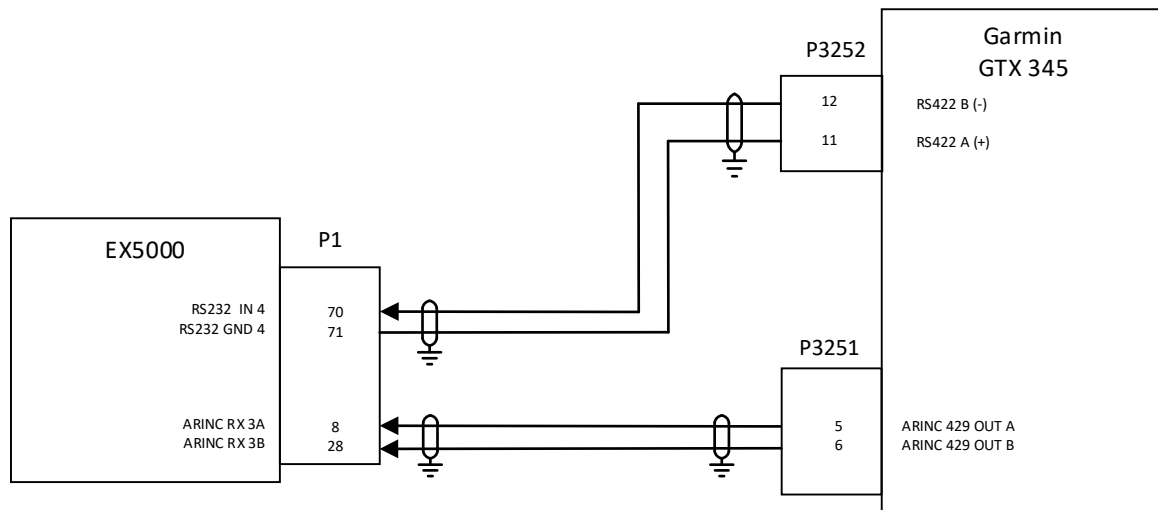 Garmin
GTX 345
P3252
12 RS422 B (-)
11 RS422 A (+)
EX5000
P1
RS232 IN 4 70
RS232 GND 4 71
P3251
ARINC RX 3A 8 5 ARINC 429 OUT A
ARINC RX 3B 28 6 ARINC 429 OUT B